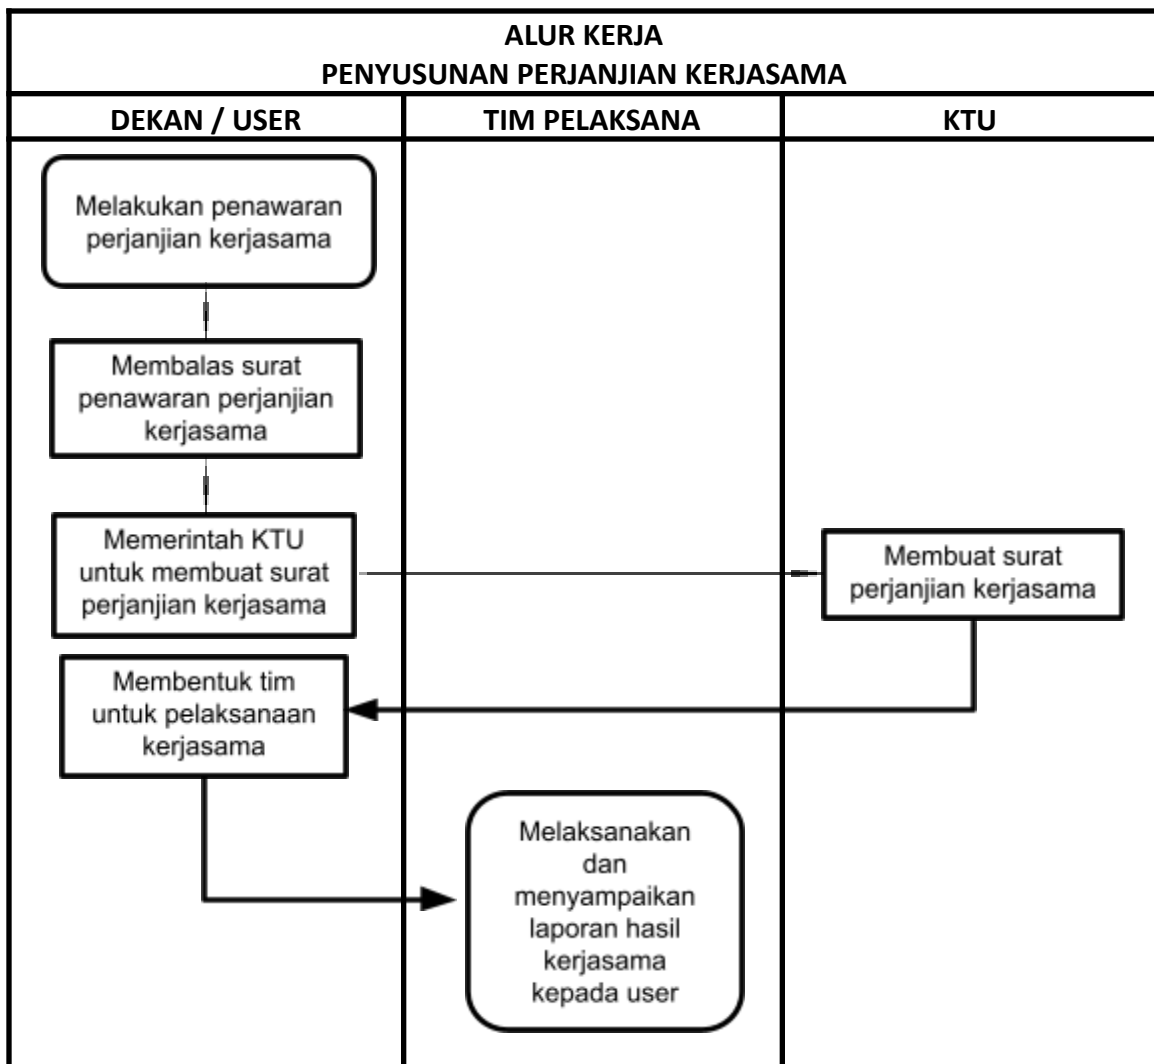 ALUR KERJA
PENYUSUNAN PERJANJIAN KERJASAMA
DEKAN / USER
TIM PELAKSANA
KTU
Melakukan penawaran
perjanjian kerjasama
Membalas surat
penawaran perjanjian
kerjasama
Memerintah KTU
untuk membuat surat
perjanjian kerjasama
Membuat surat
perjanjian kerjasama
Membentuk tim
untuk pelaksanaan
kerjasama
Melaksanakan
dan
menyampaikan
laporan hasil
kerjasama
kepada user